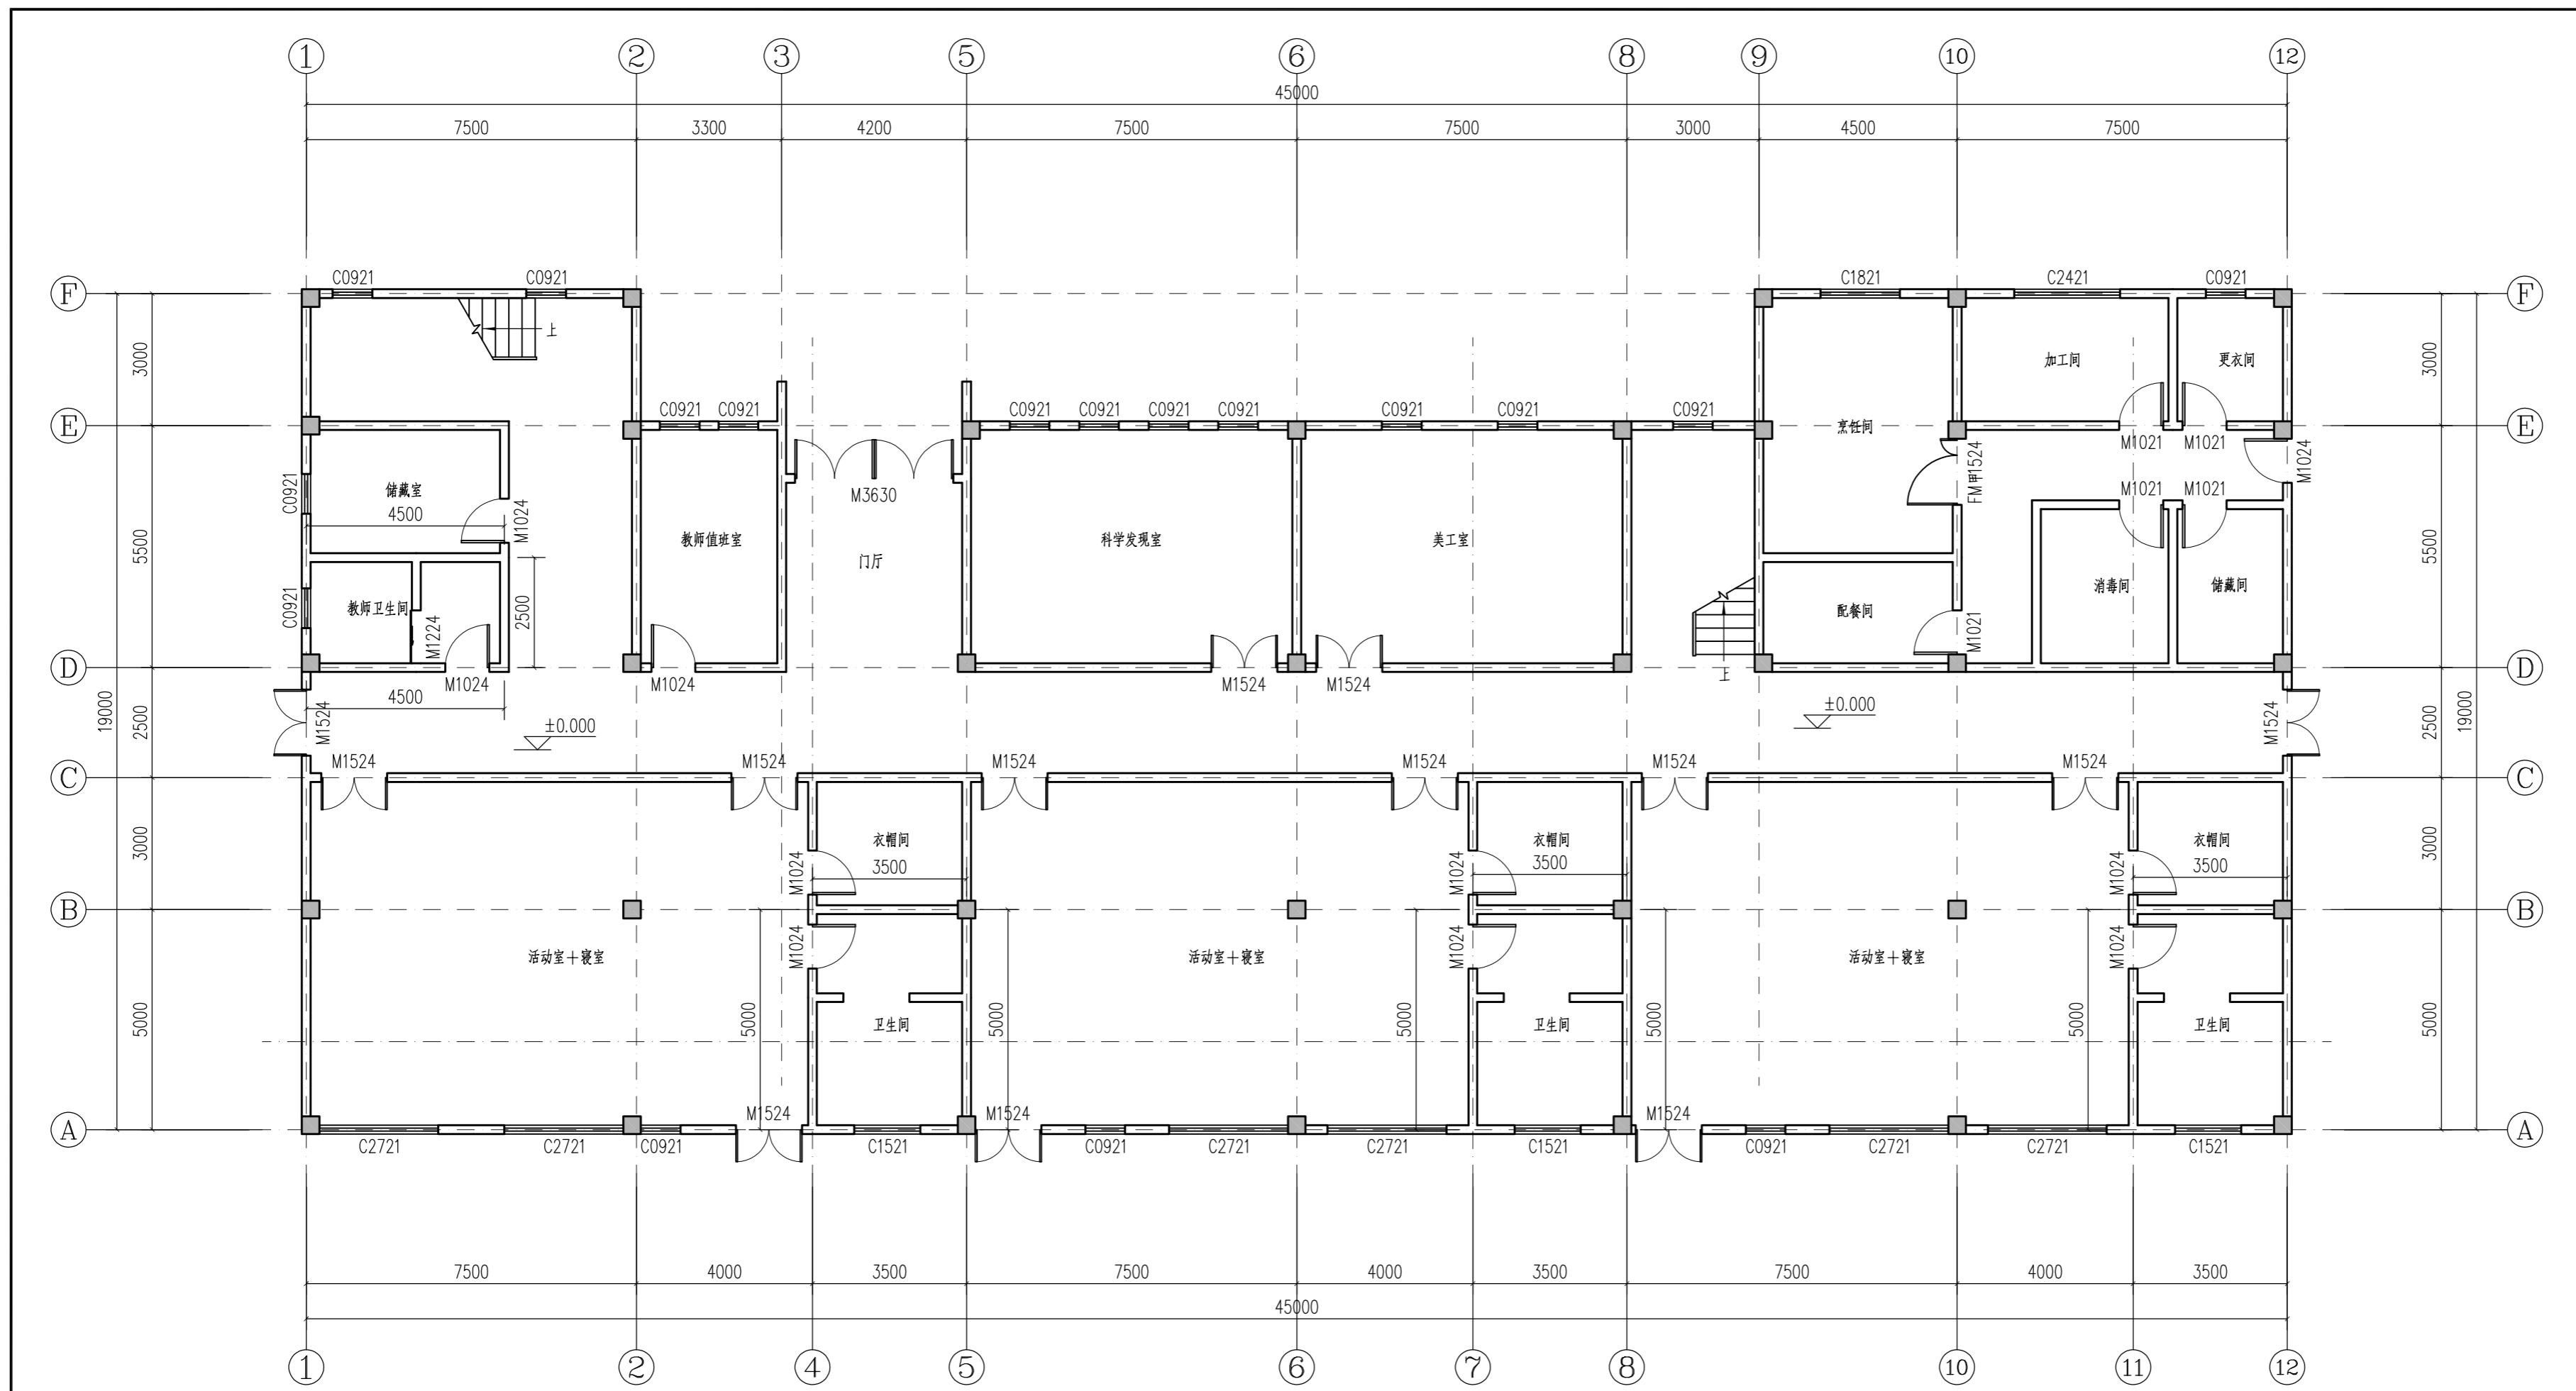 1 2 3 5 6 8 9 10 12
45000
7500 3300 4200 7500 7500 3000 4500 7500
F C0921 C0921 C1821 C2421 C0921 F
上
3000 3000
加工间 更衣间
E C0921 C0921 C0921 C0921 C0921 C0921 C0921 C0921 C0921 E
烹饪间
M1021 M1021
M1024
FM甲1524
C0921
储藏室
4500
M1024
M3630
M1021 M1021
5500 5500
教师值班室
门厅
科学发现室
美工室
C0921
教师卫生间
M1224
2500
配餐间
M1021
消毒间
储藏间
D M1024 M1024 M1524 M1524 上 D
4500
19000 19000
2500 2500
M1524
±0.000 ±0.000
M1524
C M1524 M1524 M1524 M1524 M1524 M1524 C
3000 3000
衣帽间 衣帽间 衣帽间
M1024 3500 M1024 3500 M1024 3500
B B
M1024 M1024 M1024
活动室+寝室 活动室+寝室 活动室+寝室
5000 5000 5000 5000 5000 5000 5000
卫生间 卫生间 卫生间
A M1524 M1524 M1524 A
C2721 C2721 C0921 C1521 C0921 C2721 C2721 C1521 C0921 C2721 C2721 C1521
7500 4000 3500 7500 4000 3500 7500 4000 3500
45000
1 2 4 5 6 7 8 10 11 12